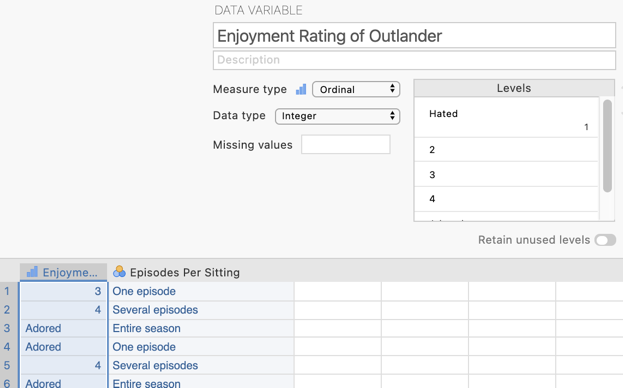 DATA VARIABLE
Enjoyment Rating of Outlander
Description
Measure type Ordinal
Data type Integer
Missing values
Levels
Hated
1
2
3
4
Retain unused levels
Enjoyme... Episodes Per Sitting
1 3 One episode
2 4 Several episodes
3 Adored Entire season
4 Adored One episode
5 4 Several episodes
6 Adored Entire season